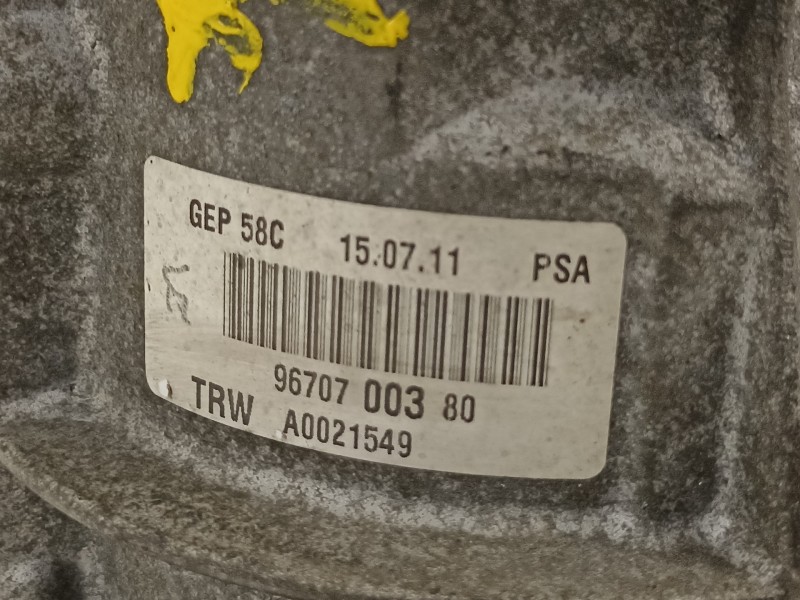 GEP 58C 15.07.11 PSA
96707 003 80
TRW A0021549